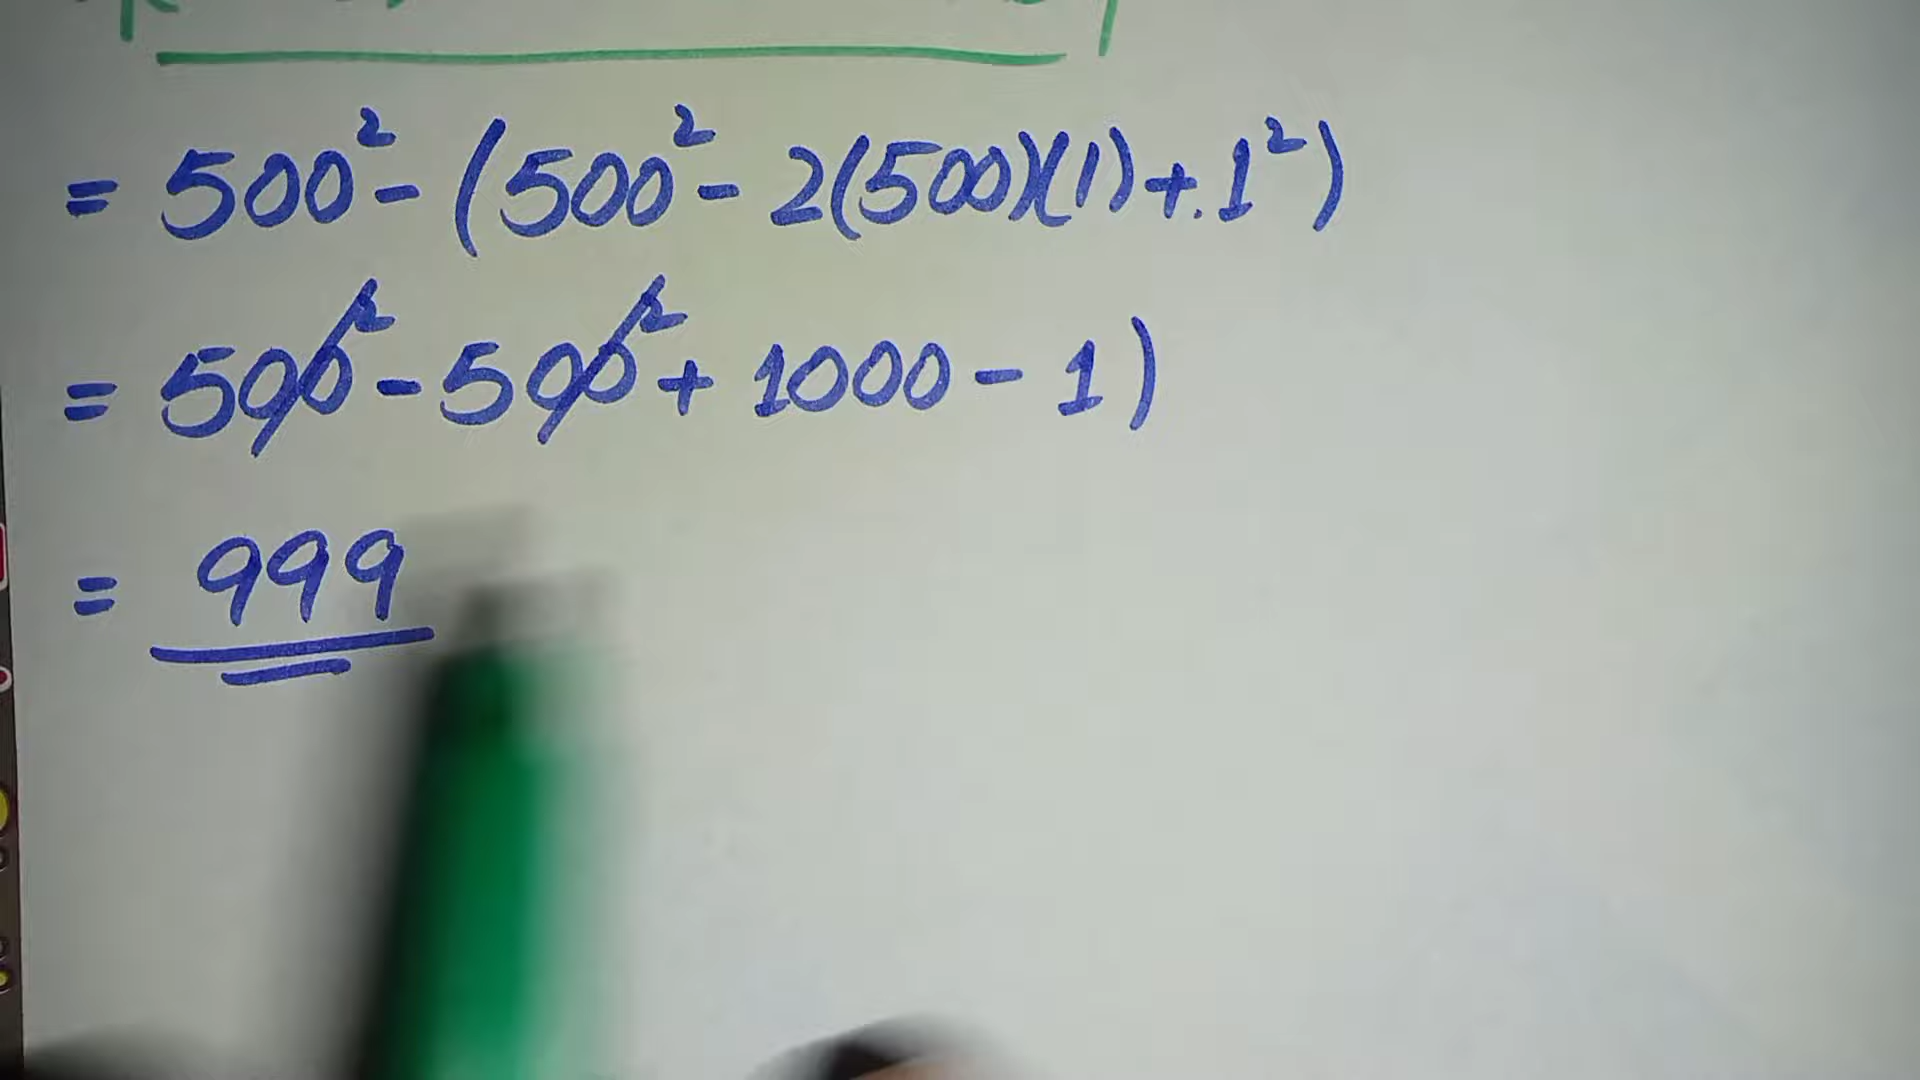 = 500² - (500² - 2(500)(1) + 1²)
= 500² - 500² + 1000 - 1)
= 999